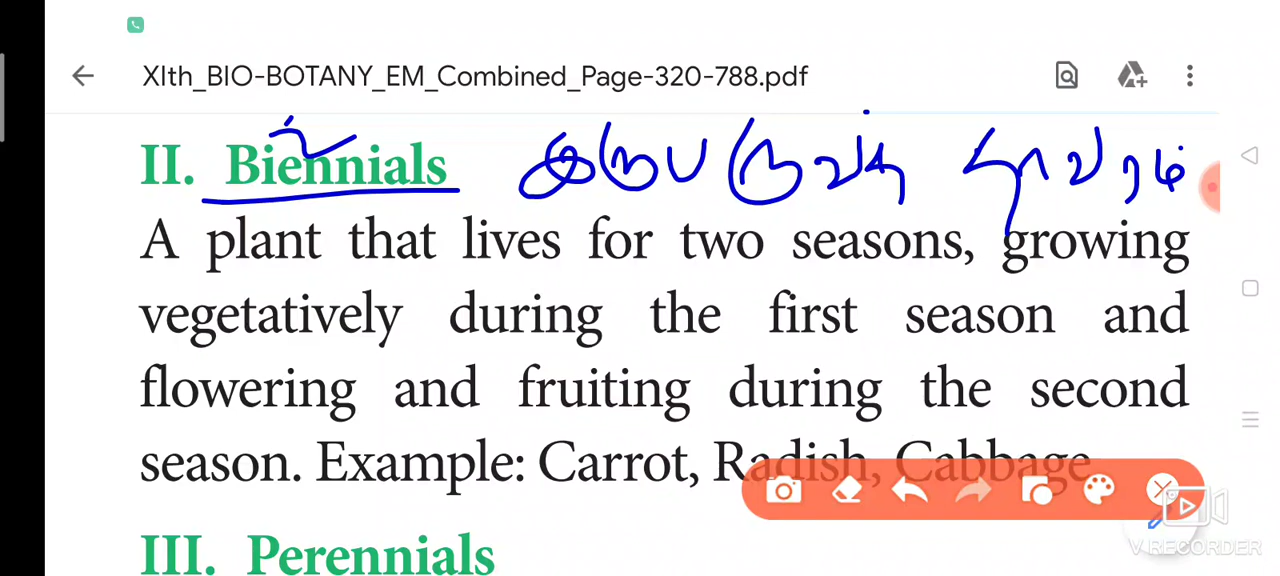 XIth_BIO-BOTANY_EM_Combined_Page-320-788.pdf
II. Biennials இருபருவத் தாவரம்
A plant that lives for two seasons, growing
vegetatively during the first season and
flowering and fruiting during the second
season. Example: Carrot, Radish, Cabbage
III. Perennials
V RECORDER